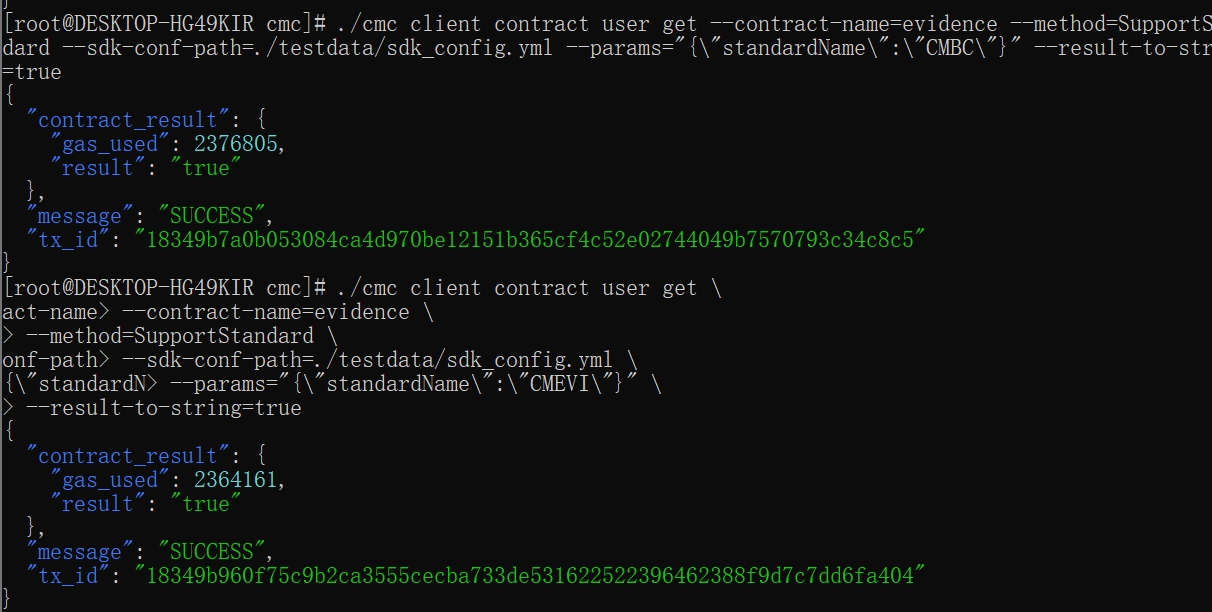 }
[root@DESKTOP-HG49KIR cmc]# ./cmc client contract user get --contract-name=evidence --method=SupportS
dard --sdk-conf-path=./testdata/sdk_config.yml --params="{\"standardName\":\"CMBC\"}" --result-to-str
=true
{
  "contract_result": {
    "gas_used": 2376805,
    "result": "true"
  },
  "message": "SUCCESS",
  "tx_id": "18349b7a0b053084ca4d970be12151b365cf4c52e02744049b7570793c34c8c5"
}
[root@DESKTOP-HG49KIR cmc]# ./cmc client contract user get \
act-name> --contract-name=evidence \
> --method=SupportStandard \
onf-path> --sdk-conf-path=./testdata/sdk_config.yml \
{\"standardN> --params="{\"standardName\":\"CMEVI\"}" \
> --result-to-string=true
{
  "contract_result": {
    "gas_used": 2364161,
    "result": "true"
  },
  "message": "SUCCESS",
  "tx_id": "18349b960f75c9b2ca3555cecba733de531622522396462388f9d7c7dd6fa404"
}